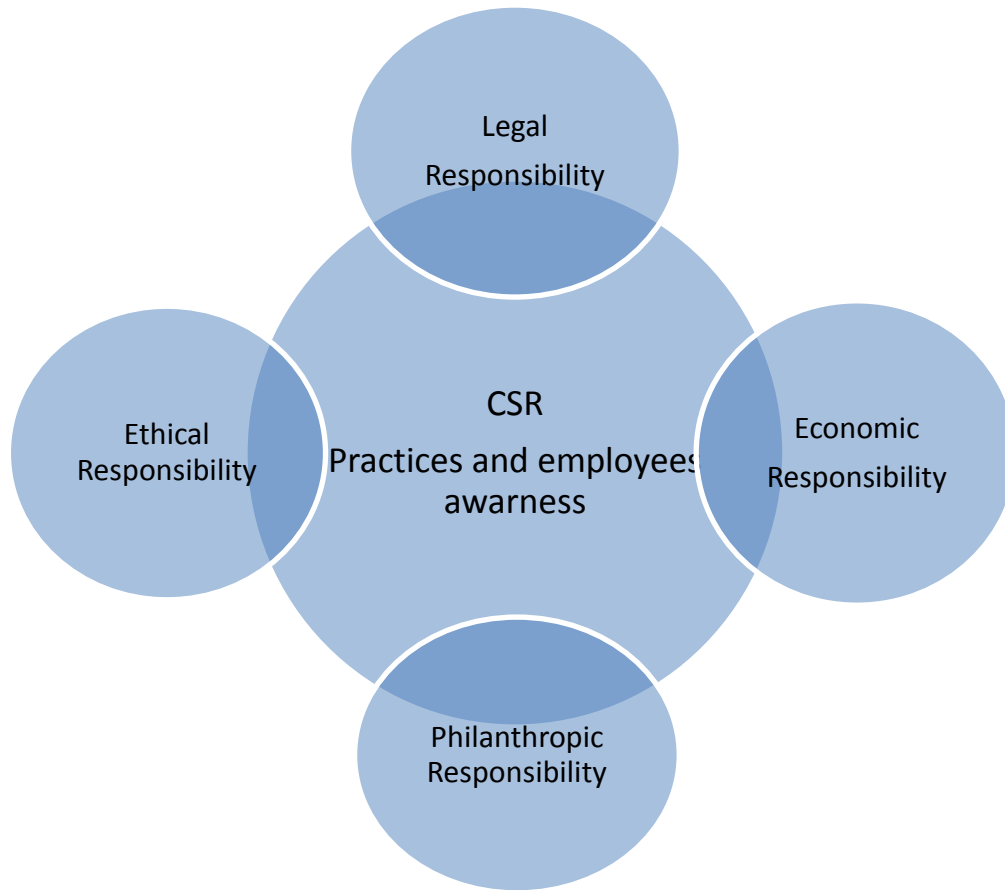 Legal
Responsibility
CSR
Practices and employees
awarness
Ethical
Responsibility
Economic
Responsibility
Philanthropic
Responsibility